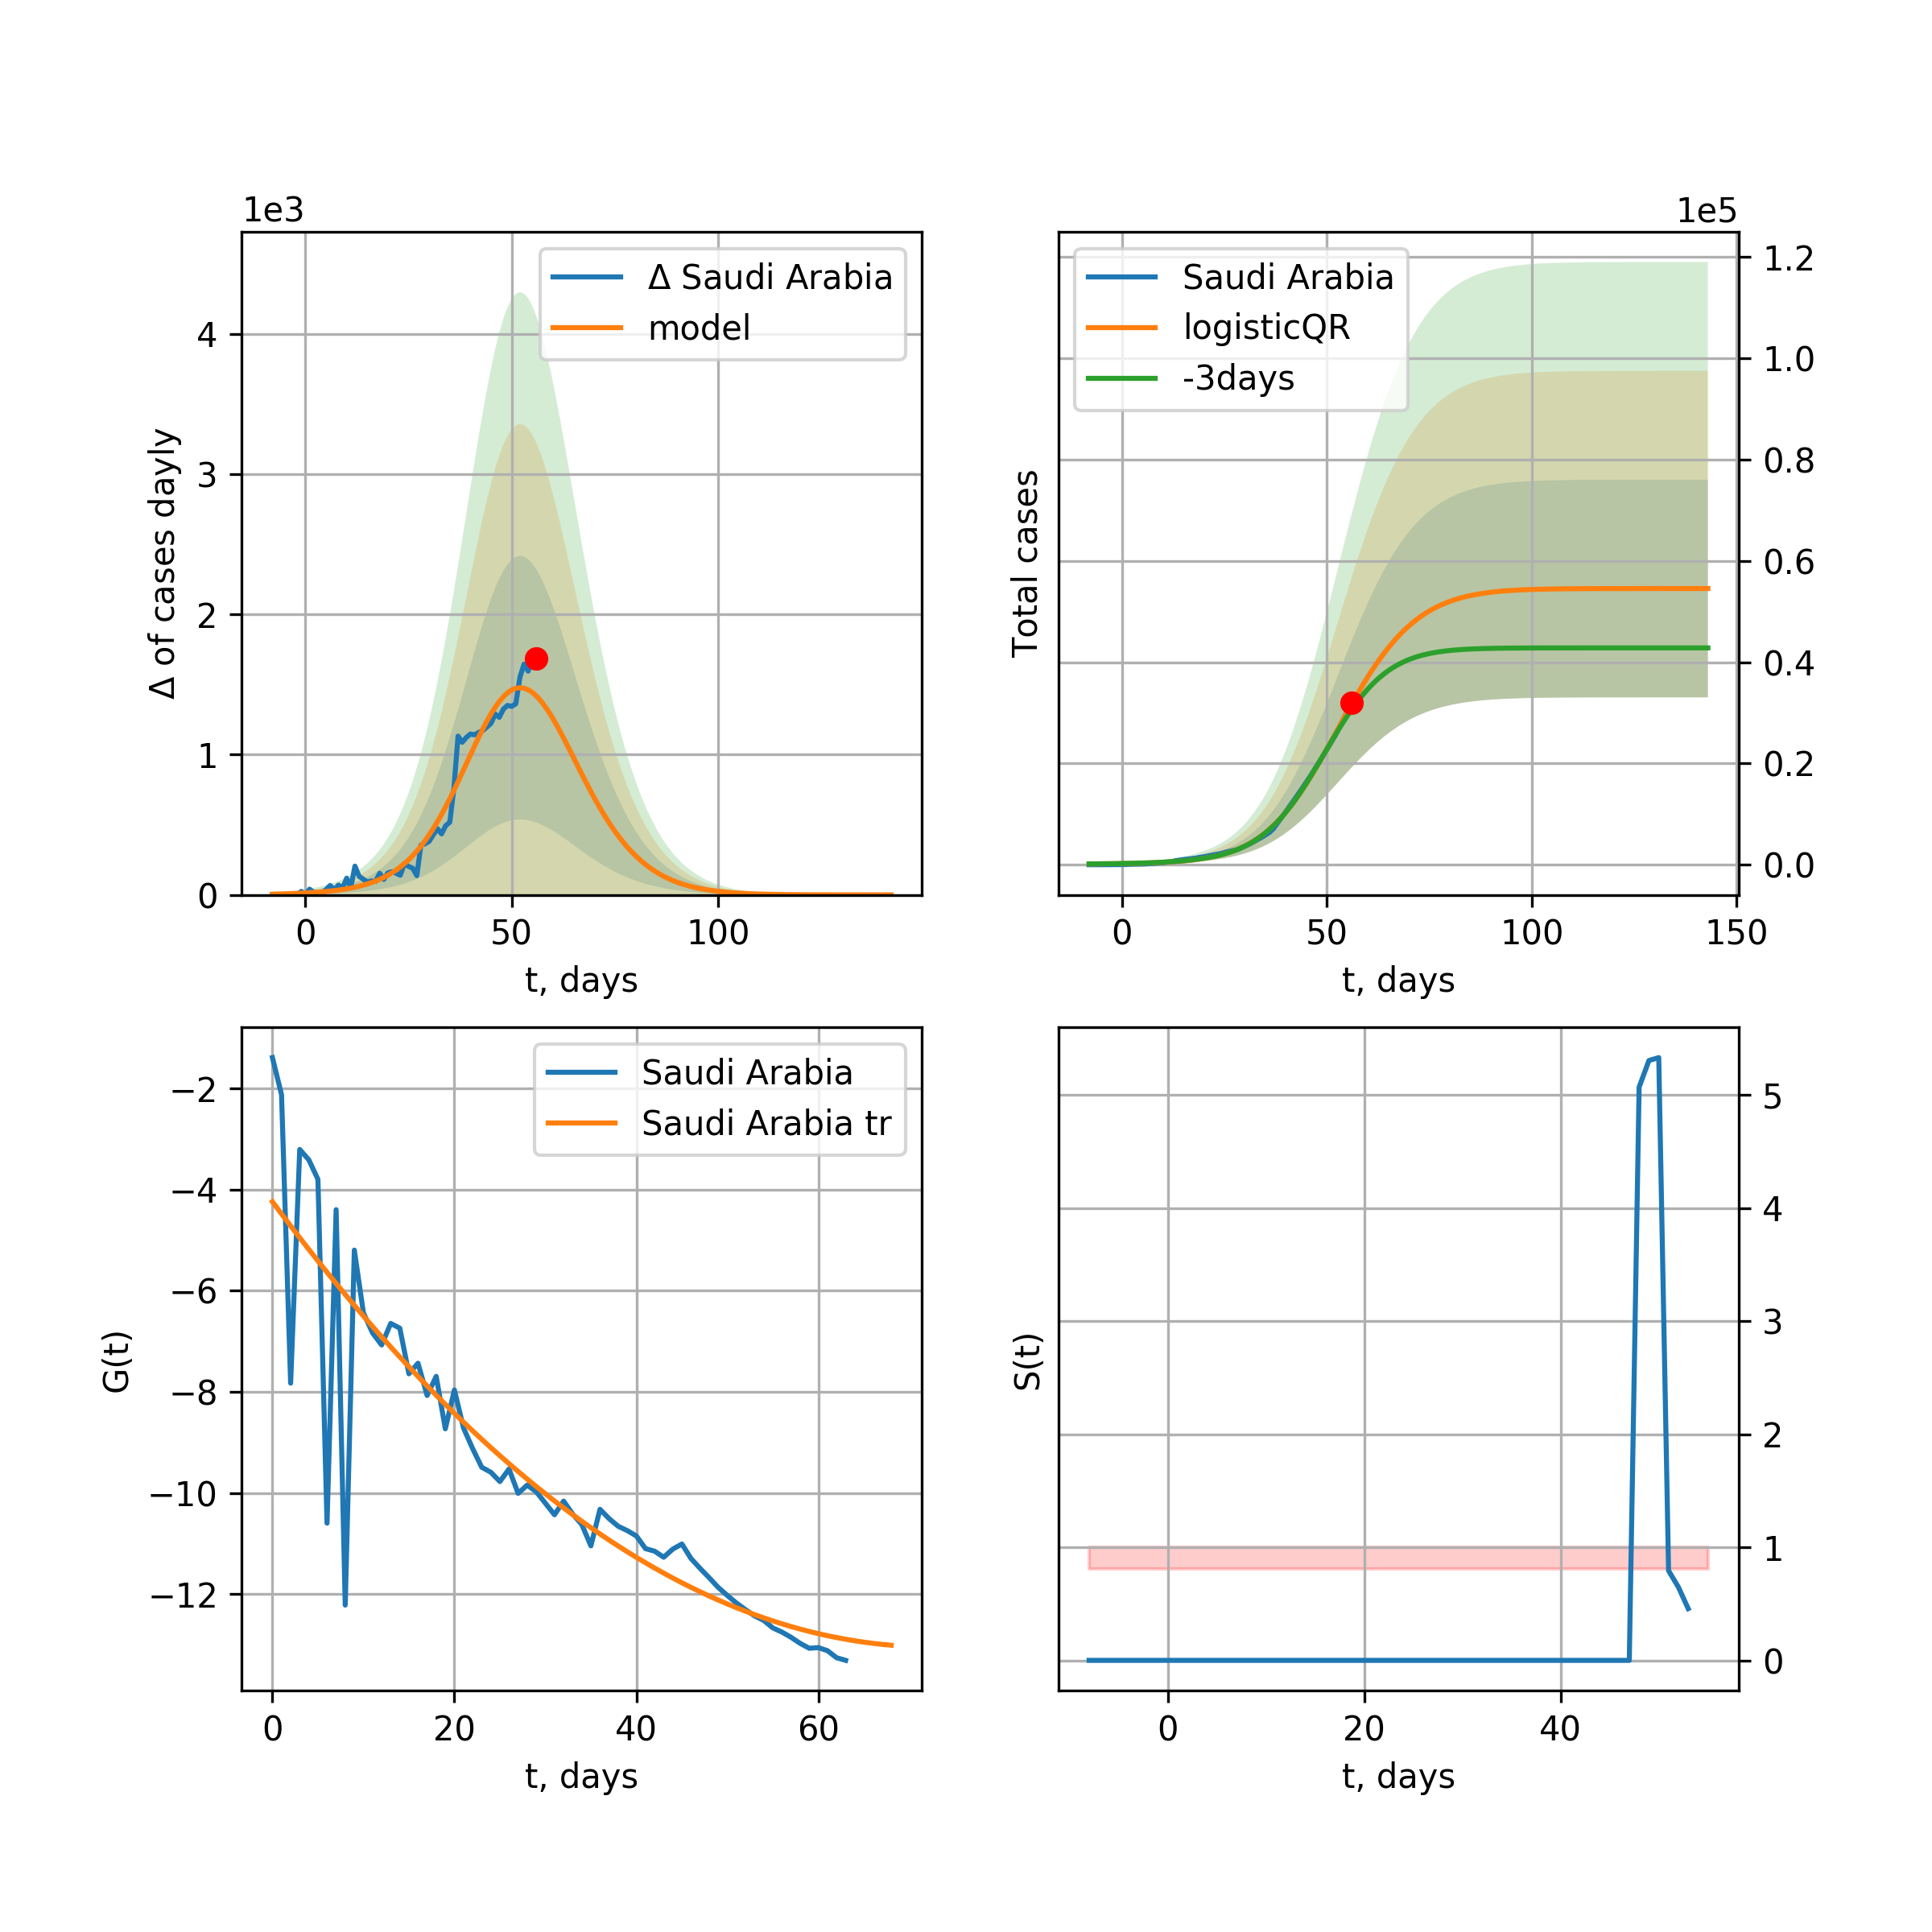 1e3
Δ of cases dayly
4
3
2
1
0
Δ Saudi Arabia
model
0
50
100
t, days
1e5
Total cases
Saudi Arabia
logisticQR
-3days
1.2
1.0
0.8
0.6
0.4
0.2
0.0
0
50
100
150
t, days
G(t)
−2
−4
−6
−8
−10
−12
Saudi Arabia
Saudi Arabia tr
0
20
40
60
t, days
S(t)
5
4
3
2
1
0
0
20
40
t, days